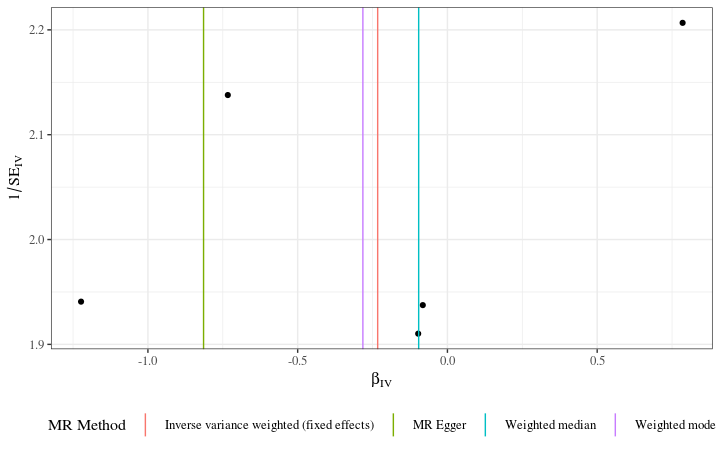 2.2
2.1
2.0
1.9
1/SE_IV
-1.0 -0.5 0.0 0.5
β_IV
MR Method Inverse variance weighted (fixed effects) MR Egger Weighted median Weighted mode